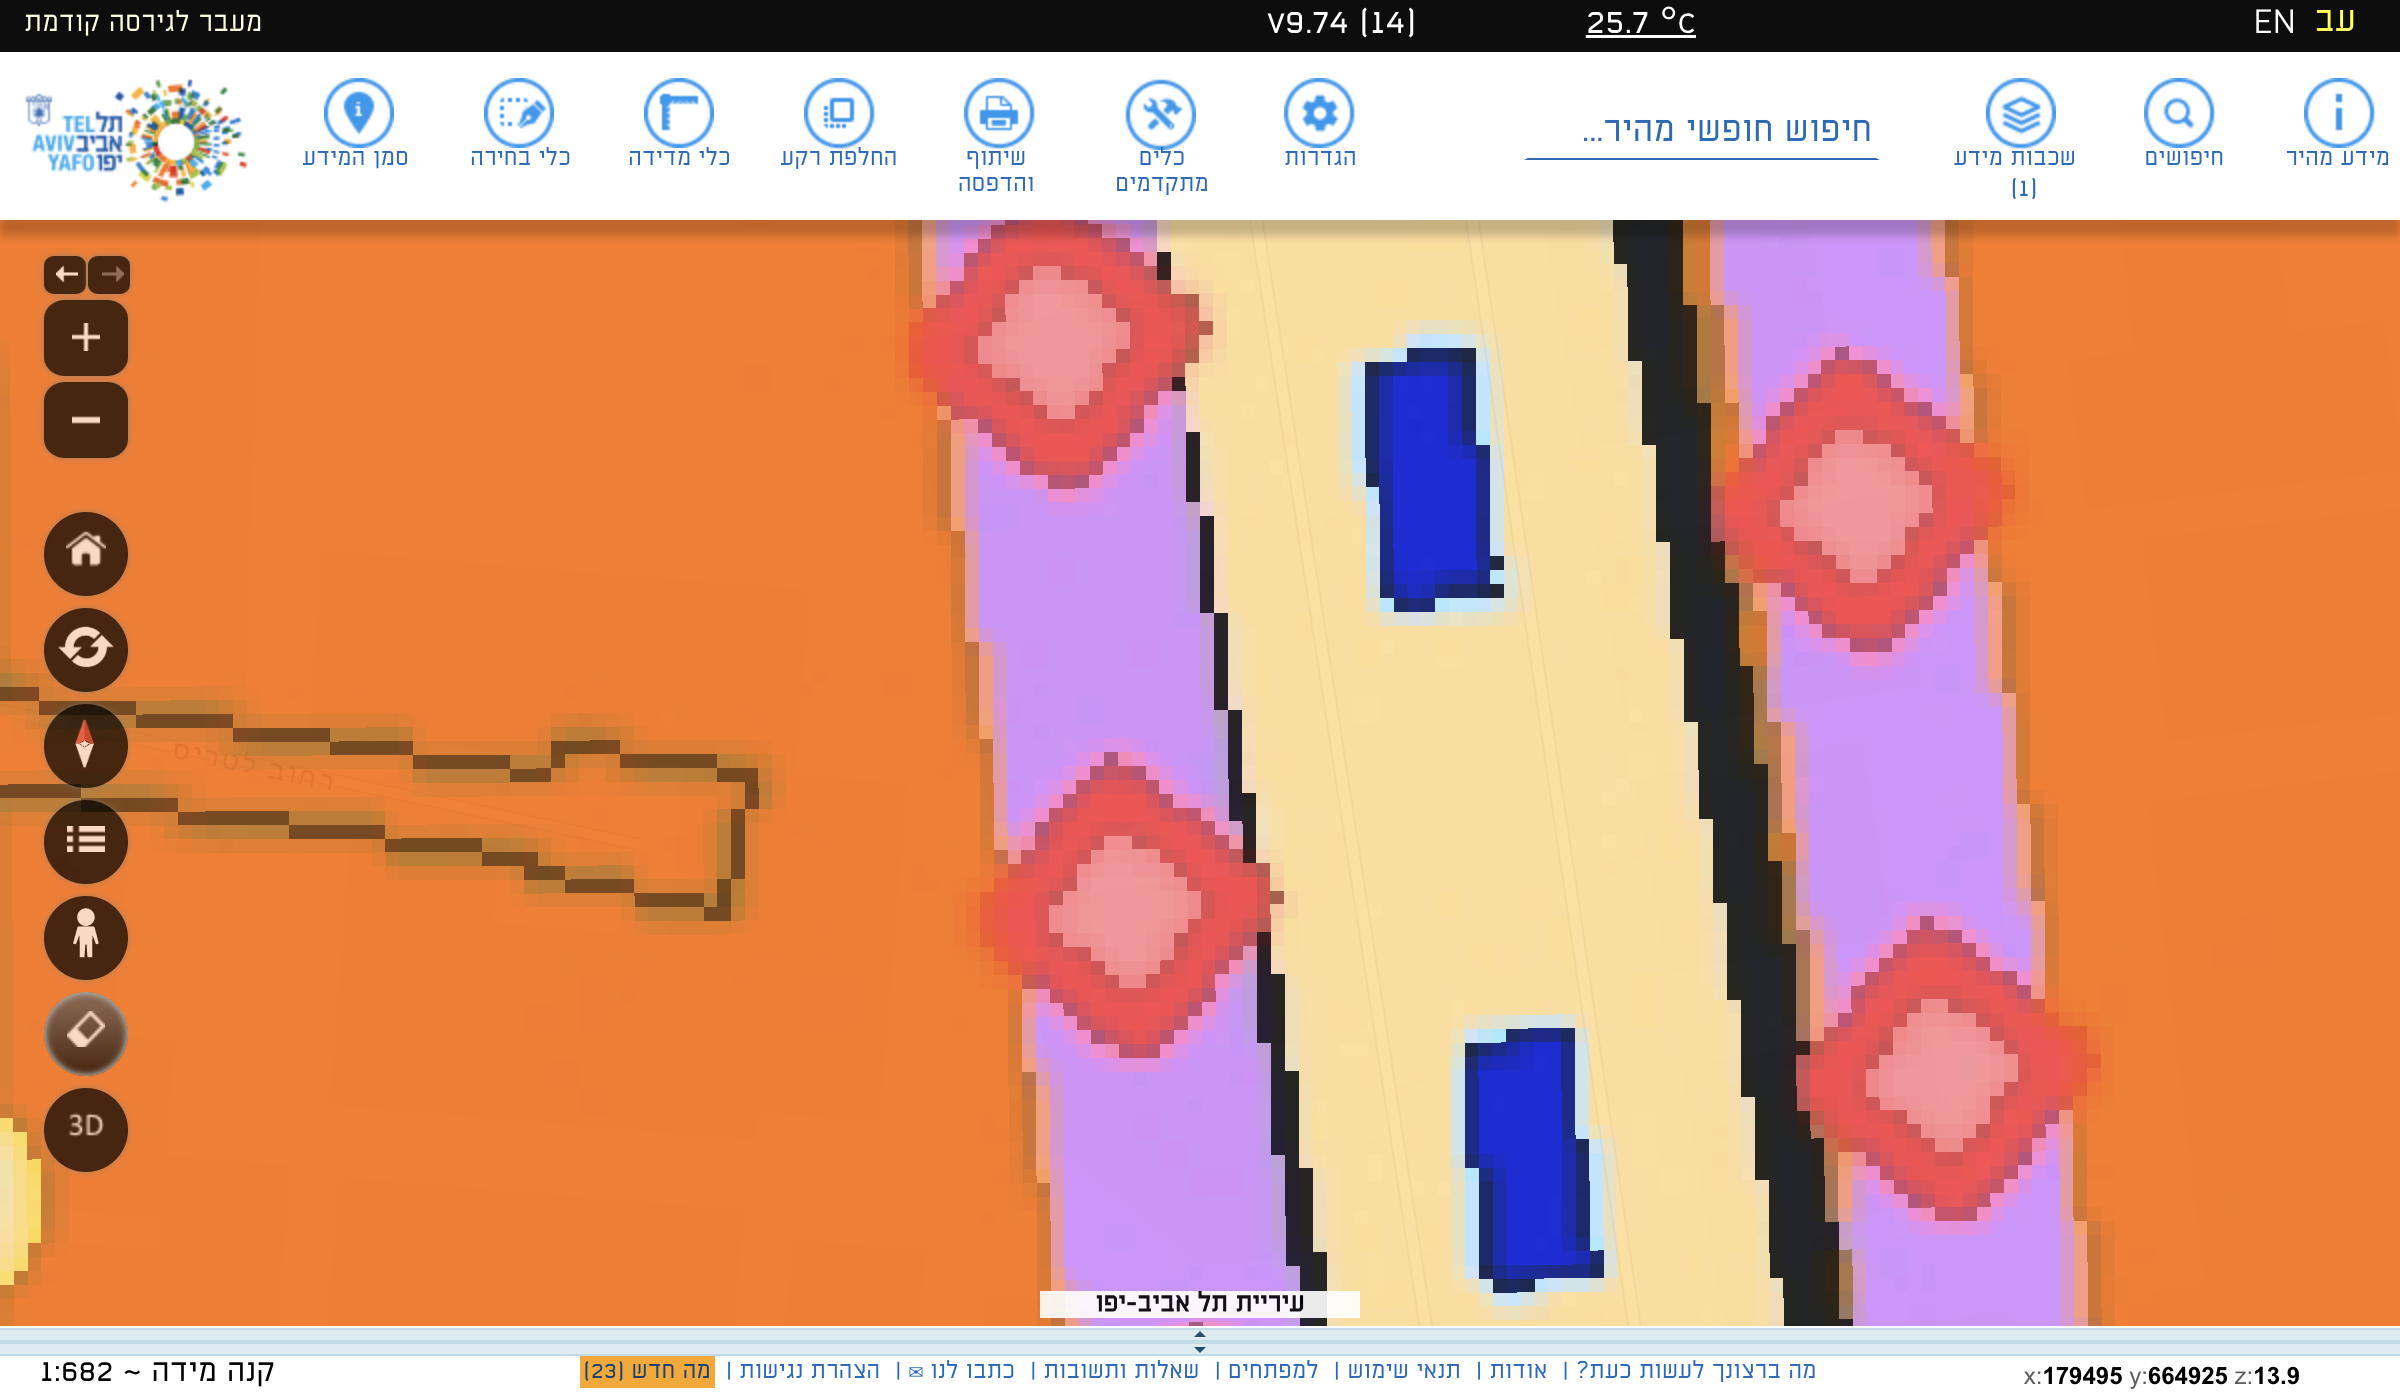 עב EN
25.7 °C
V9.74 (14)
מעבר לגירסה קודמת
מידע מהיר
חיפושים
שכבות מידע
(1)
חיפוש חופשי מהיר...
הגדרות
כלים
מתקדמים
שיתוף
והדפסה
החלפת רקע
כלי מדידה
כלי בחירה
סמן המידע
תל
אביב
יפו
TEL
AVIV
YAFO
רחוב לטריס
3D
עיריית תל אביב-יפו
x:179495 y:664925 z:13.9
מה ברצונך לעשות כעת? | אודות | תנאי שימוש | למפתחים | שאלות ותשובות | כתבו לנו ✉ | הצהרת נגישות | מה חדש (23)
קנה מידה ~ 1:682